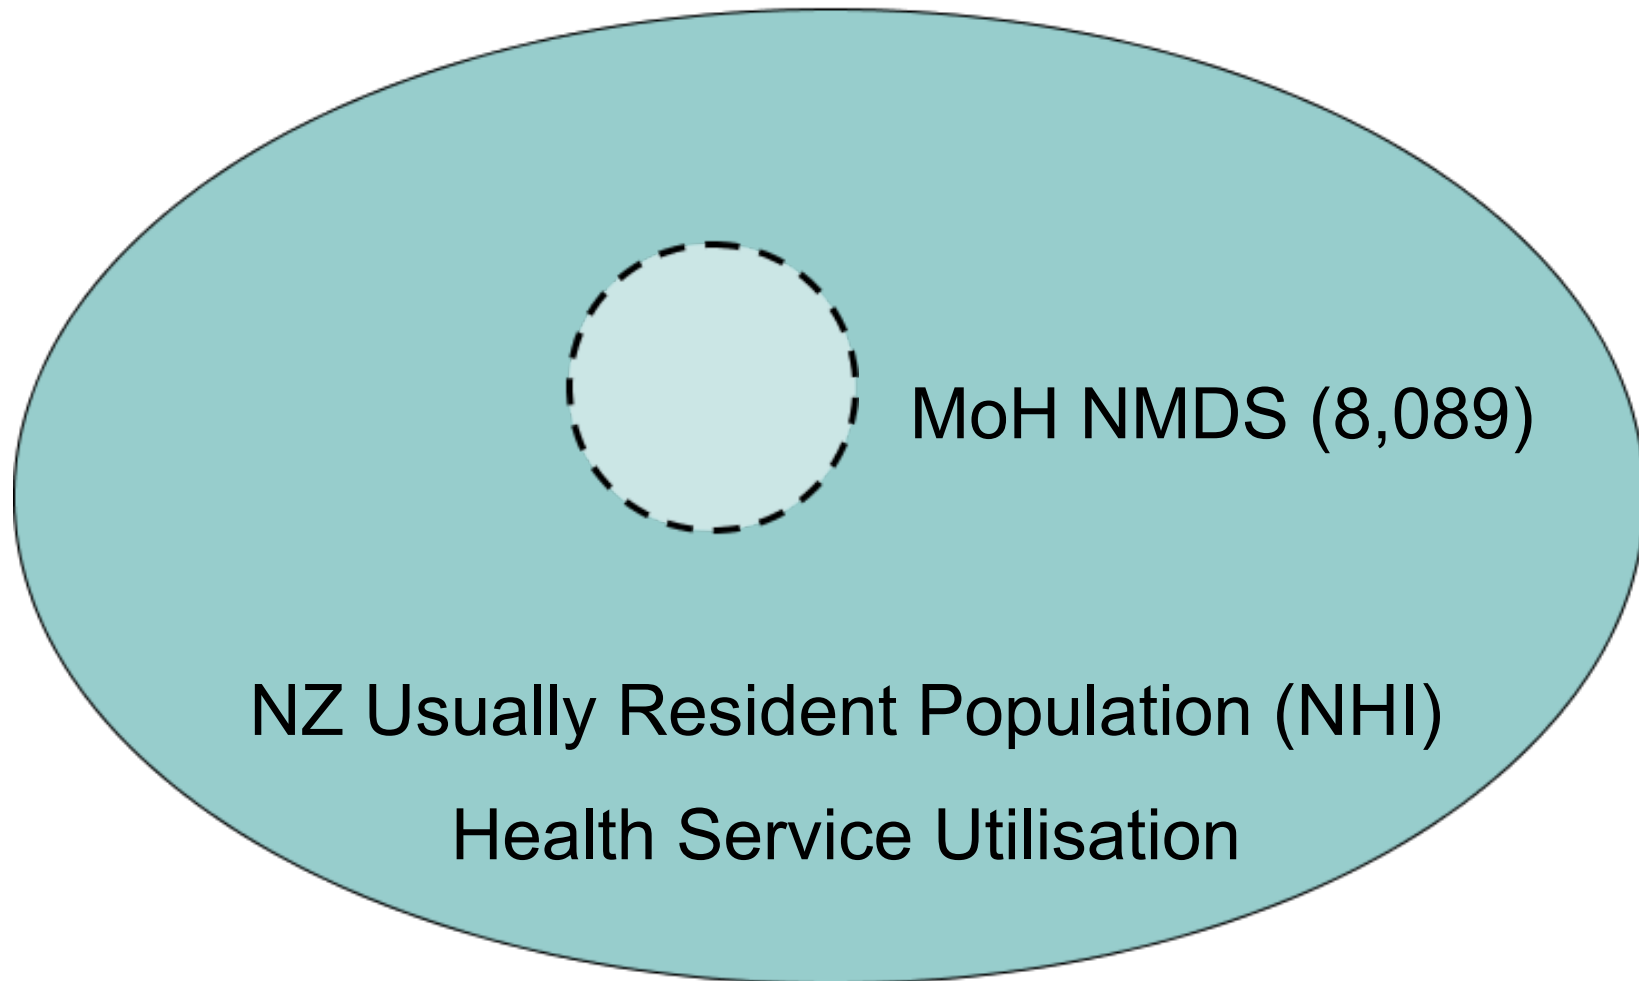 MoH NMDS (8,089)
NZ Usually Resident Population (NHI)
Health Service Utilisation